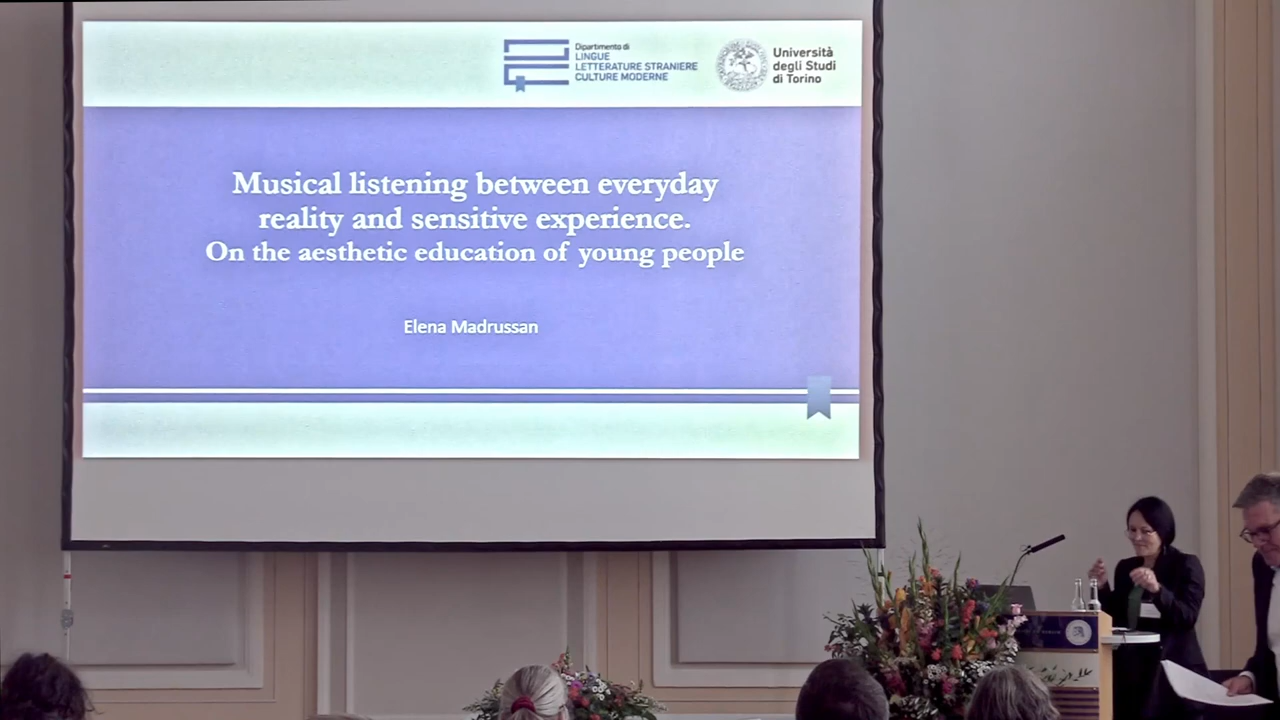 Dipartimento di
LINGUE
LETTERATURE STRANIERE
CULTURE MODERNE
Università
degli Studi
di Torino
Musical listening between everyday
reality and sensitive experience.
On the aesthetic education of young people
Elena Madrussan